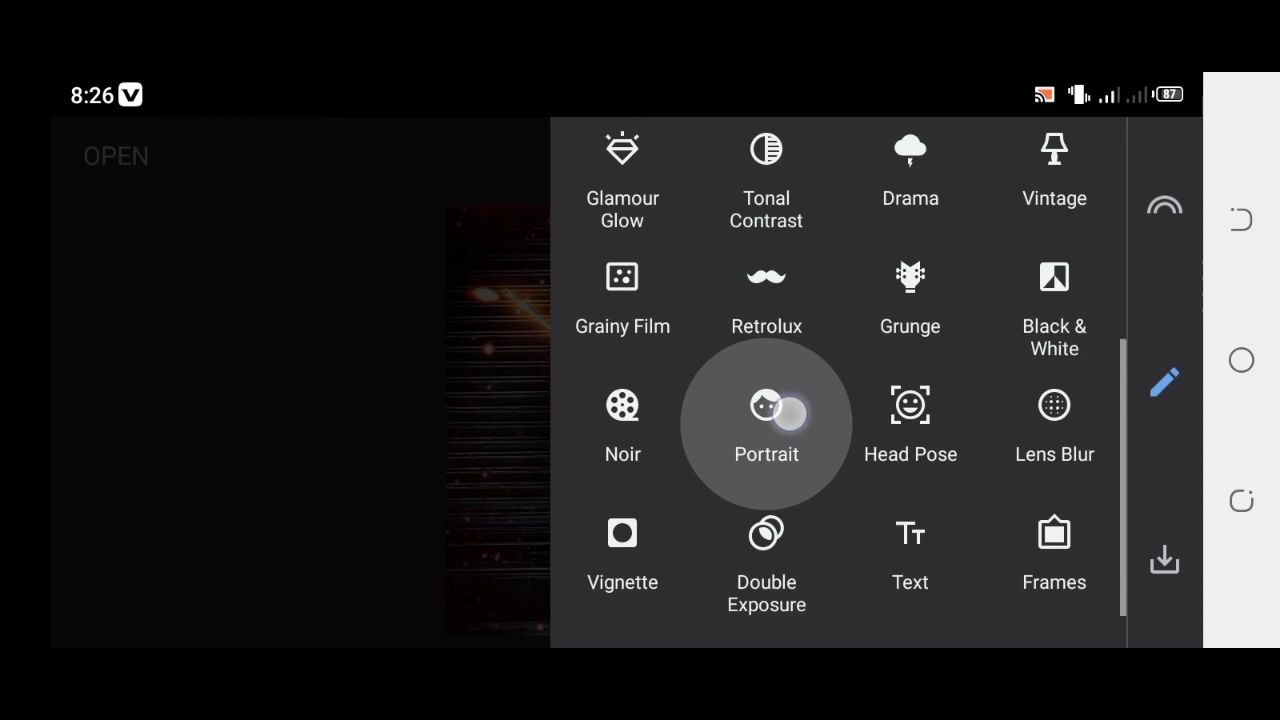 8:26
87
OPEN
Glamour
Glow
Tonal
Contrast
Drama
Vintage
Grainy Film
Retrolux
Grunge
Black &
White
Noir
Portrait
Head Pose
Lens Blur
Vignette
Double
Exposure
Text
Frames